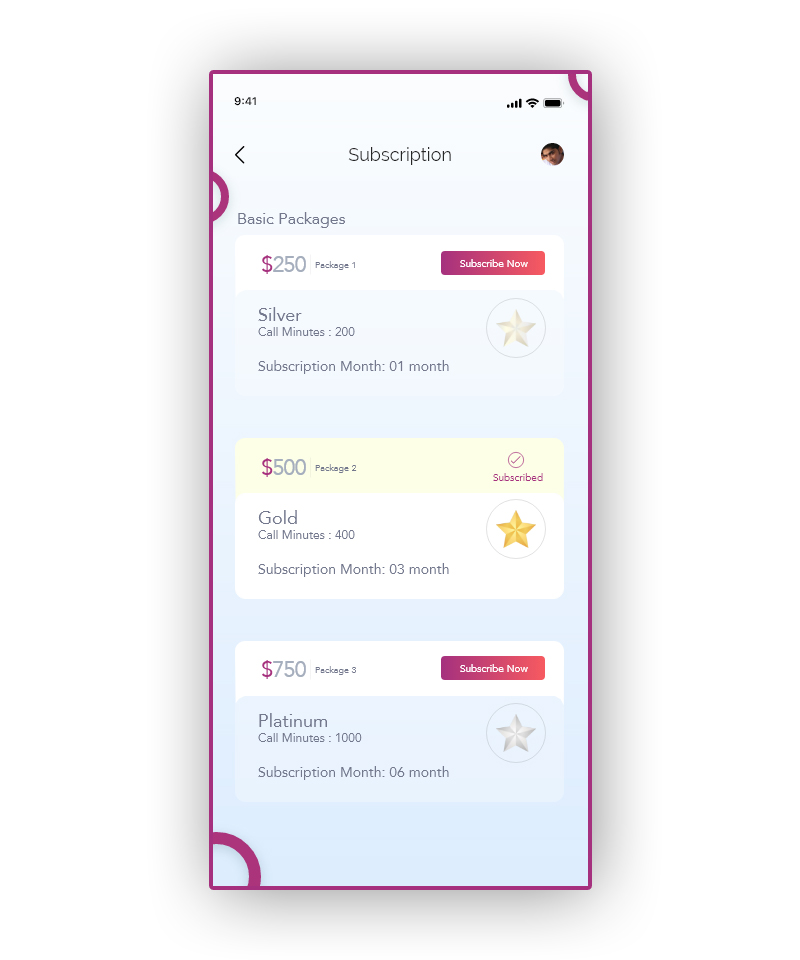 9:41
Subscription
Basic Packages
$250 Package 1 Subscribe Now
Silver
Call Minutes : 200
Subscription Month: 01 month
$500 Package 2 Subscribed
Gold
Call Minutes : 400
Subscription Month: 03 month
$750 Package 3 Subscribe Now
Platinum
Call Minutes : 1000
Subscription Month: 06 month